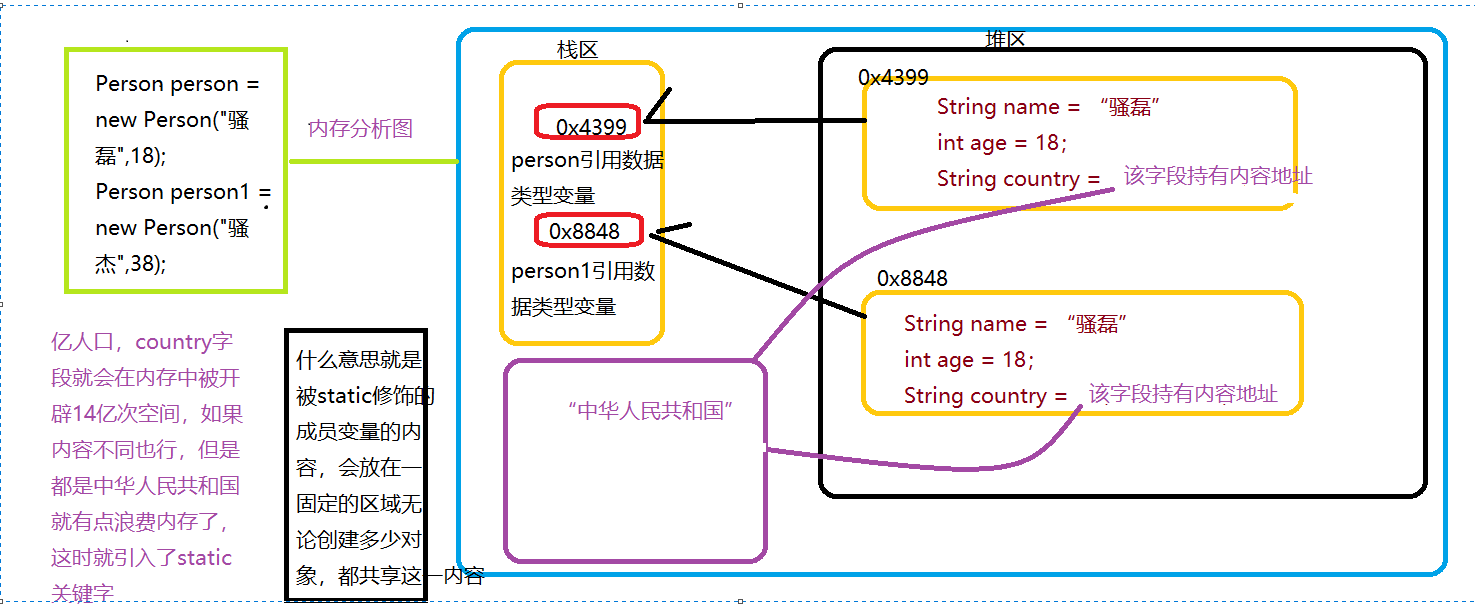 Person person =
new Person("骚
磊",18);
Person person1 =
new Person("骚
杰",38);
内存分析图
亿人口，country字
段就会在内存中被开
辟14亿次空间，如果
内容不同也行，但是
都是中华人民共和国
就有点浪费内存了，
这时就引入了static
关键字
什么意思就是
被static修饰的
成员变量的内
容，会放在一
固定的区域无
论创建多少对
象，都共享这一内容
栈区
0x4399
person引用数据
类型变量
0x8848
person1引用数
据类型变量
“中华人民共和国”
堆区
0x4399
String name = “骚磊”
int age = 18;
String country = 该字段持有内容地址
0x8848
String name = “骚磊”
int age = 18;
String country = 该字段持有内容地址